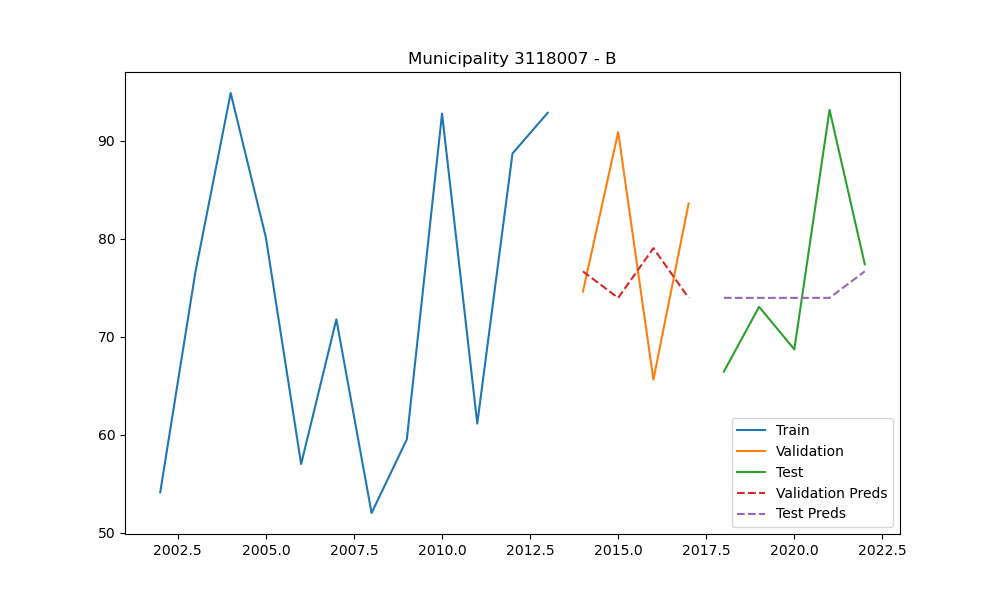 Municipality 3118007 - B
90
80
70
60
50
2002.5 2005.0 2007.5 2010.0 2012.5 2015.0 2017.5 2020.0 2022.5
Train
Validation
Test
Validation Preds
Test Preds